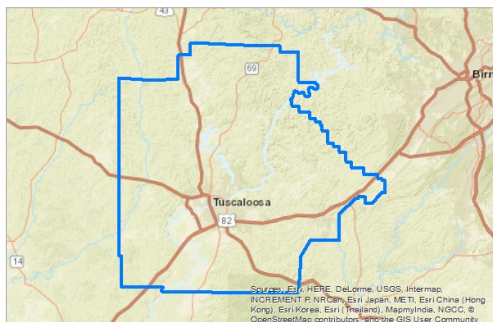 43
69
Birm
Tuscaloosa
82
14
Sources: Esri, HERE, DeLorme, USGS, Intermap,
INCREMENT P, NRCan, Esri Japan, METI, Esri China (Hong
Kong), Esri Korea, Esri (Thailand), MapmyIndia, NGCC, ©
OpenStreetMap contributors, and the GIS User Community